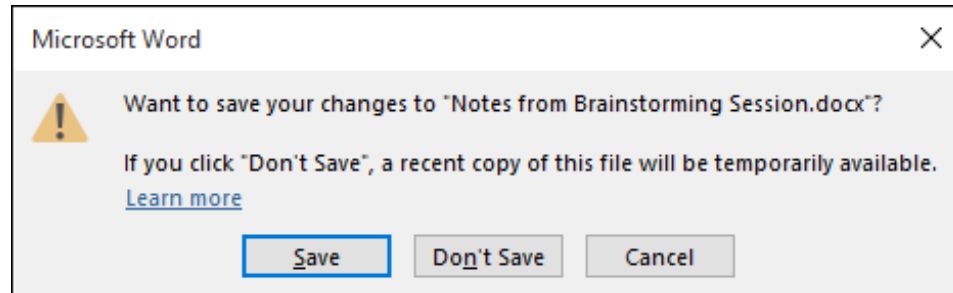 Microsoft Word
Want to save your changes to "Notes from Brainstorming Session.docx"?
If you click "Don't Save", a recent copy of this file will be temporarily available.
Learn more
Save Don't Save Cancel